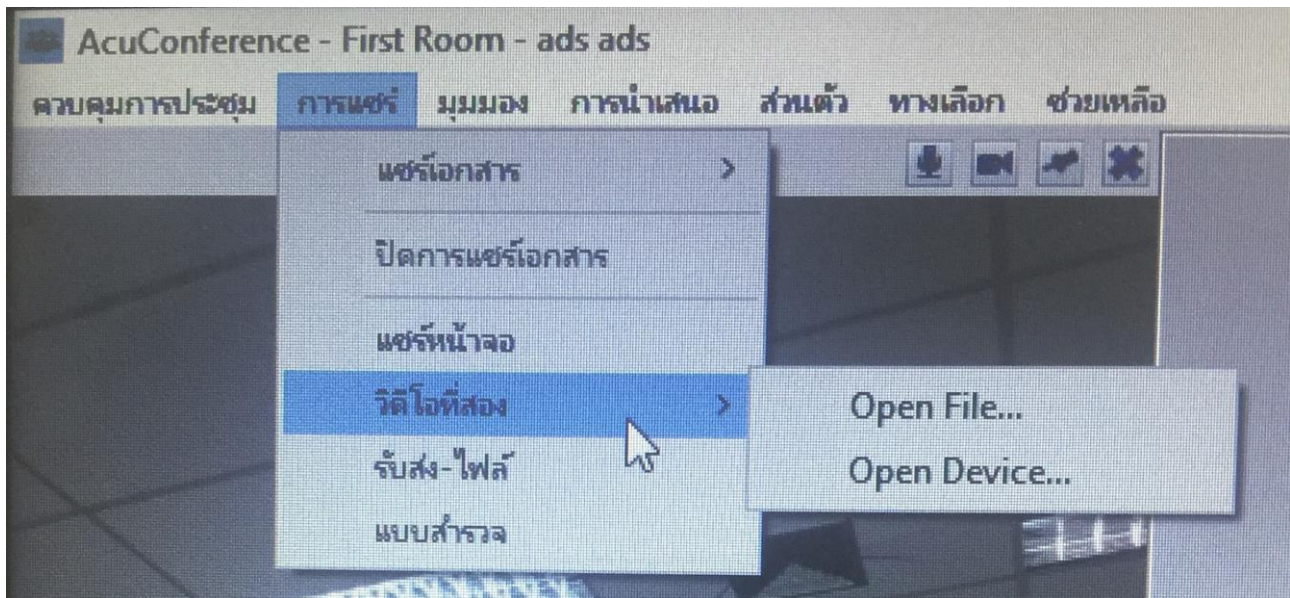 AcuConference - First Room - ads ads
ควบคุมการประชุม การแชร์ มุมมอง การนำเสนอ ส่วนตัว ทางเลือก ช่วยเหลือ
แชร์เอกสาร >
ปิดการแชร์เอกสาร
แชร์หน้าจอ
วิดีโอที่สอง > Open File...
รับส่ง-ไฟล์ Open Device...
แบบสำรวจ